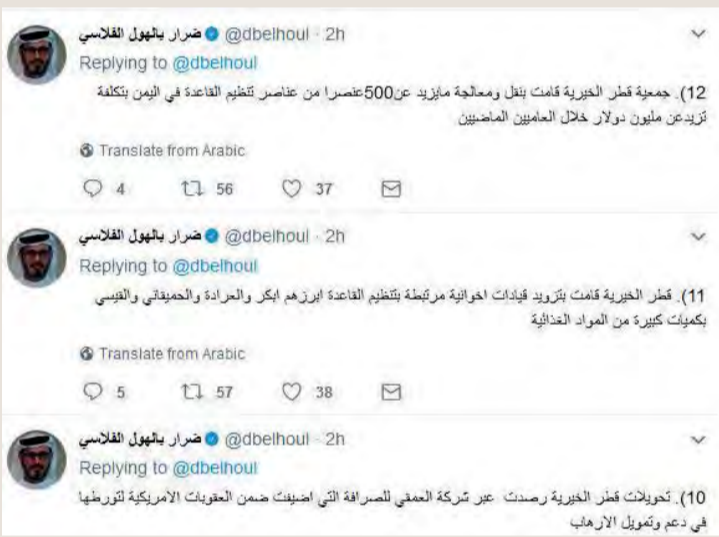 ضرار بالهول الفلاسي @dbelhoul · 2h
Replying to @dbelhoul
12). جمعية قطر الخيرية قامت بنقل ومعالجة مايزيد عن500عنصرا من عناصر تنظيم القاعدة في اليمن بتكلفة
تزيدعن مليون دولار خلال العاميين الماضيين
Translate from Arabic
4 56 37
ضرار بالهول الفلاسي @dbelhoul · 2h
Replying to @dbelhoul
11). قطر الخيرية قامت بتزويد قيادات اخوانية مرتبطة بتنظيم القاعدة ابرزهم ابكر والعرادة والحميقاني والقيسي
بكميات كبيرة من المواد الغذائية
Translate from Arabic
5 57 38
ضرار بالهول الفلاسي @dbelhoul · 2h
Replying to @dbelhoul
10). تحويلات قطر الخيرية رصدت عبر شركة العمقي للصرافة التي اضيفت ضمن العقوبات الامريكية لتورطها
في دعم وتمويل الارهاب